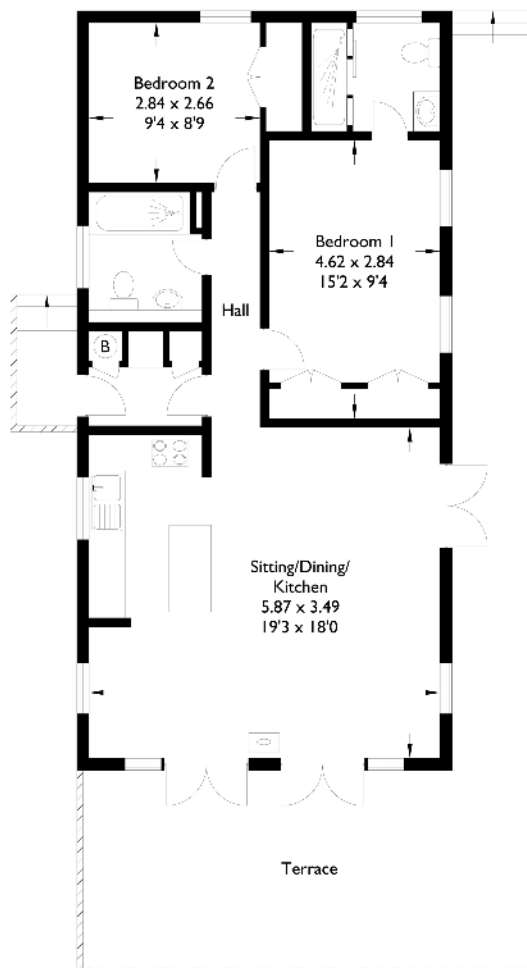 Bedroom 2
2.84 x 2.66
9'4 x 8'9
Bedroom 1
4.62 x 2.84
15'2 x 9'4
Hall
B
Sitting/Dining/
Kitchen
5.87 x 3.49
19'3 x 18'0
Terrace